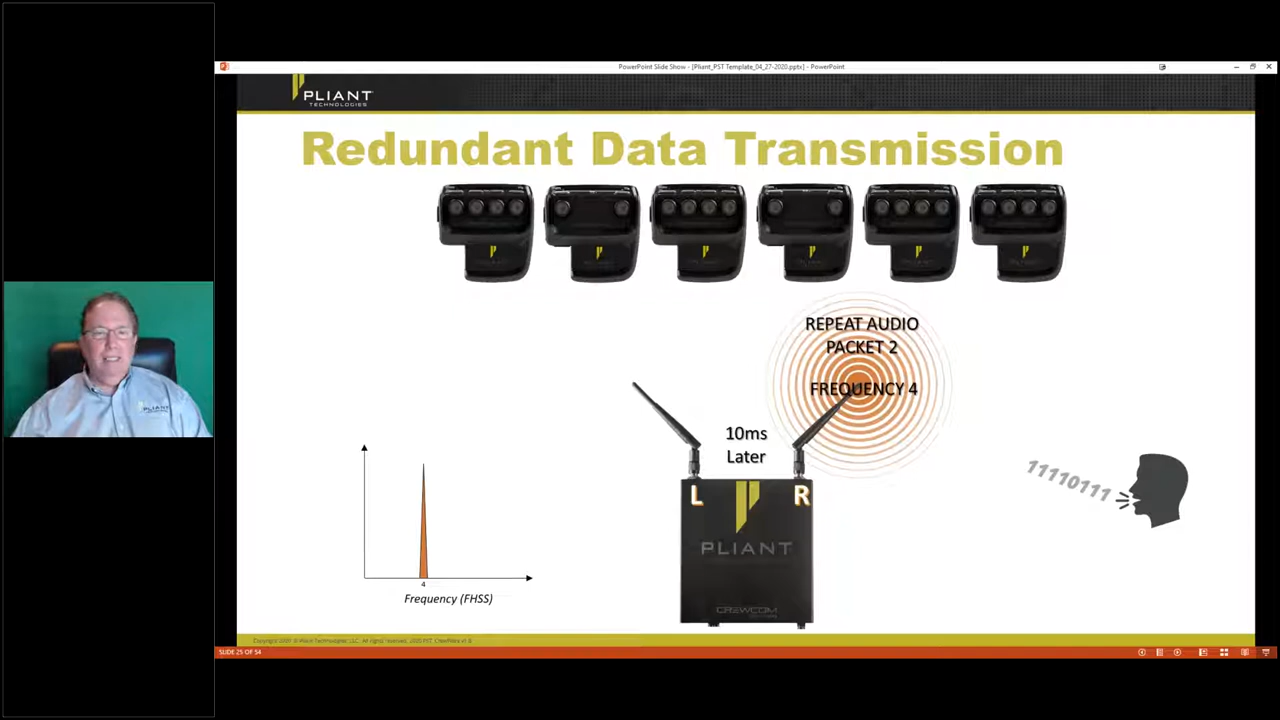 PowerPoint Slide Show - [Pliant_PST Template_04_27-2020.pptx] - PowerPoint
PLIANT
TECHNOLOGIES
Redundant Data Transmission
REPEAT AUDIO
PACKET 2
FREQUENCY 4
10ms
Later
11110111
L
R
PLIANT
CREWCOM
4
Frequency (FHSS)
PLIANT
SLIDE 25 OF 54